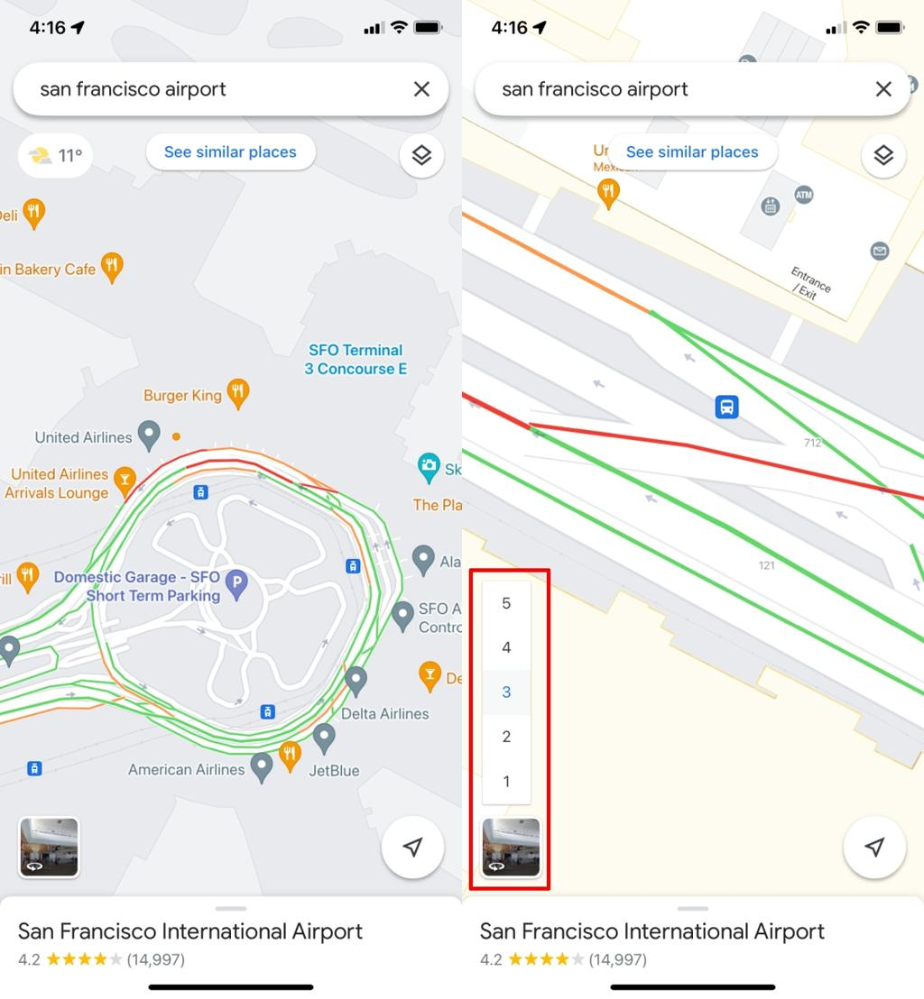 4:16
san francisco airport
11°
See similar places
Deli
in Bakery Cafe
SFO Terminal
3 Concourse E
Burger King
United Airlines
United Airlines
Arrivals Lounge
Sk
The Pla
Domestic Garage - SFO
Short Term Parking
P
ill
Ala
SFO A
Contro
De
Delta Airlines
American Airlines
JetBlue
San Francisco International Airport
4.2 (14,997)
4:16
san francisco airport
See similar places
Ur
Mexican
ATM
Entrance
/ Exit
712
121
5
4
3
2
1
San Francisco International Airport
4.2 (14,997)